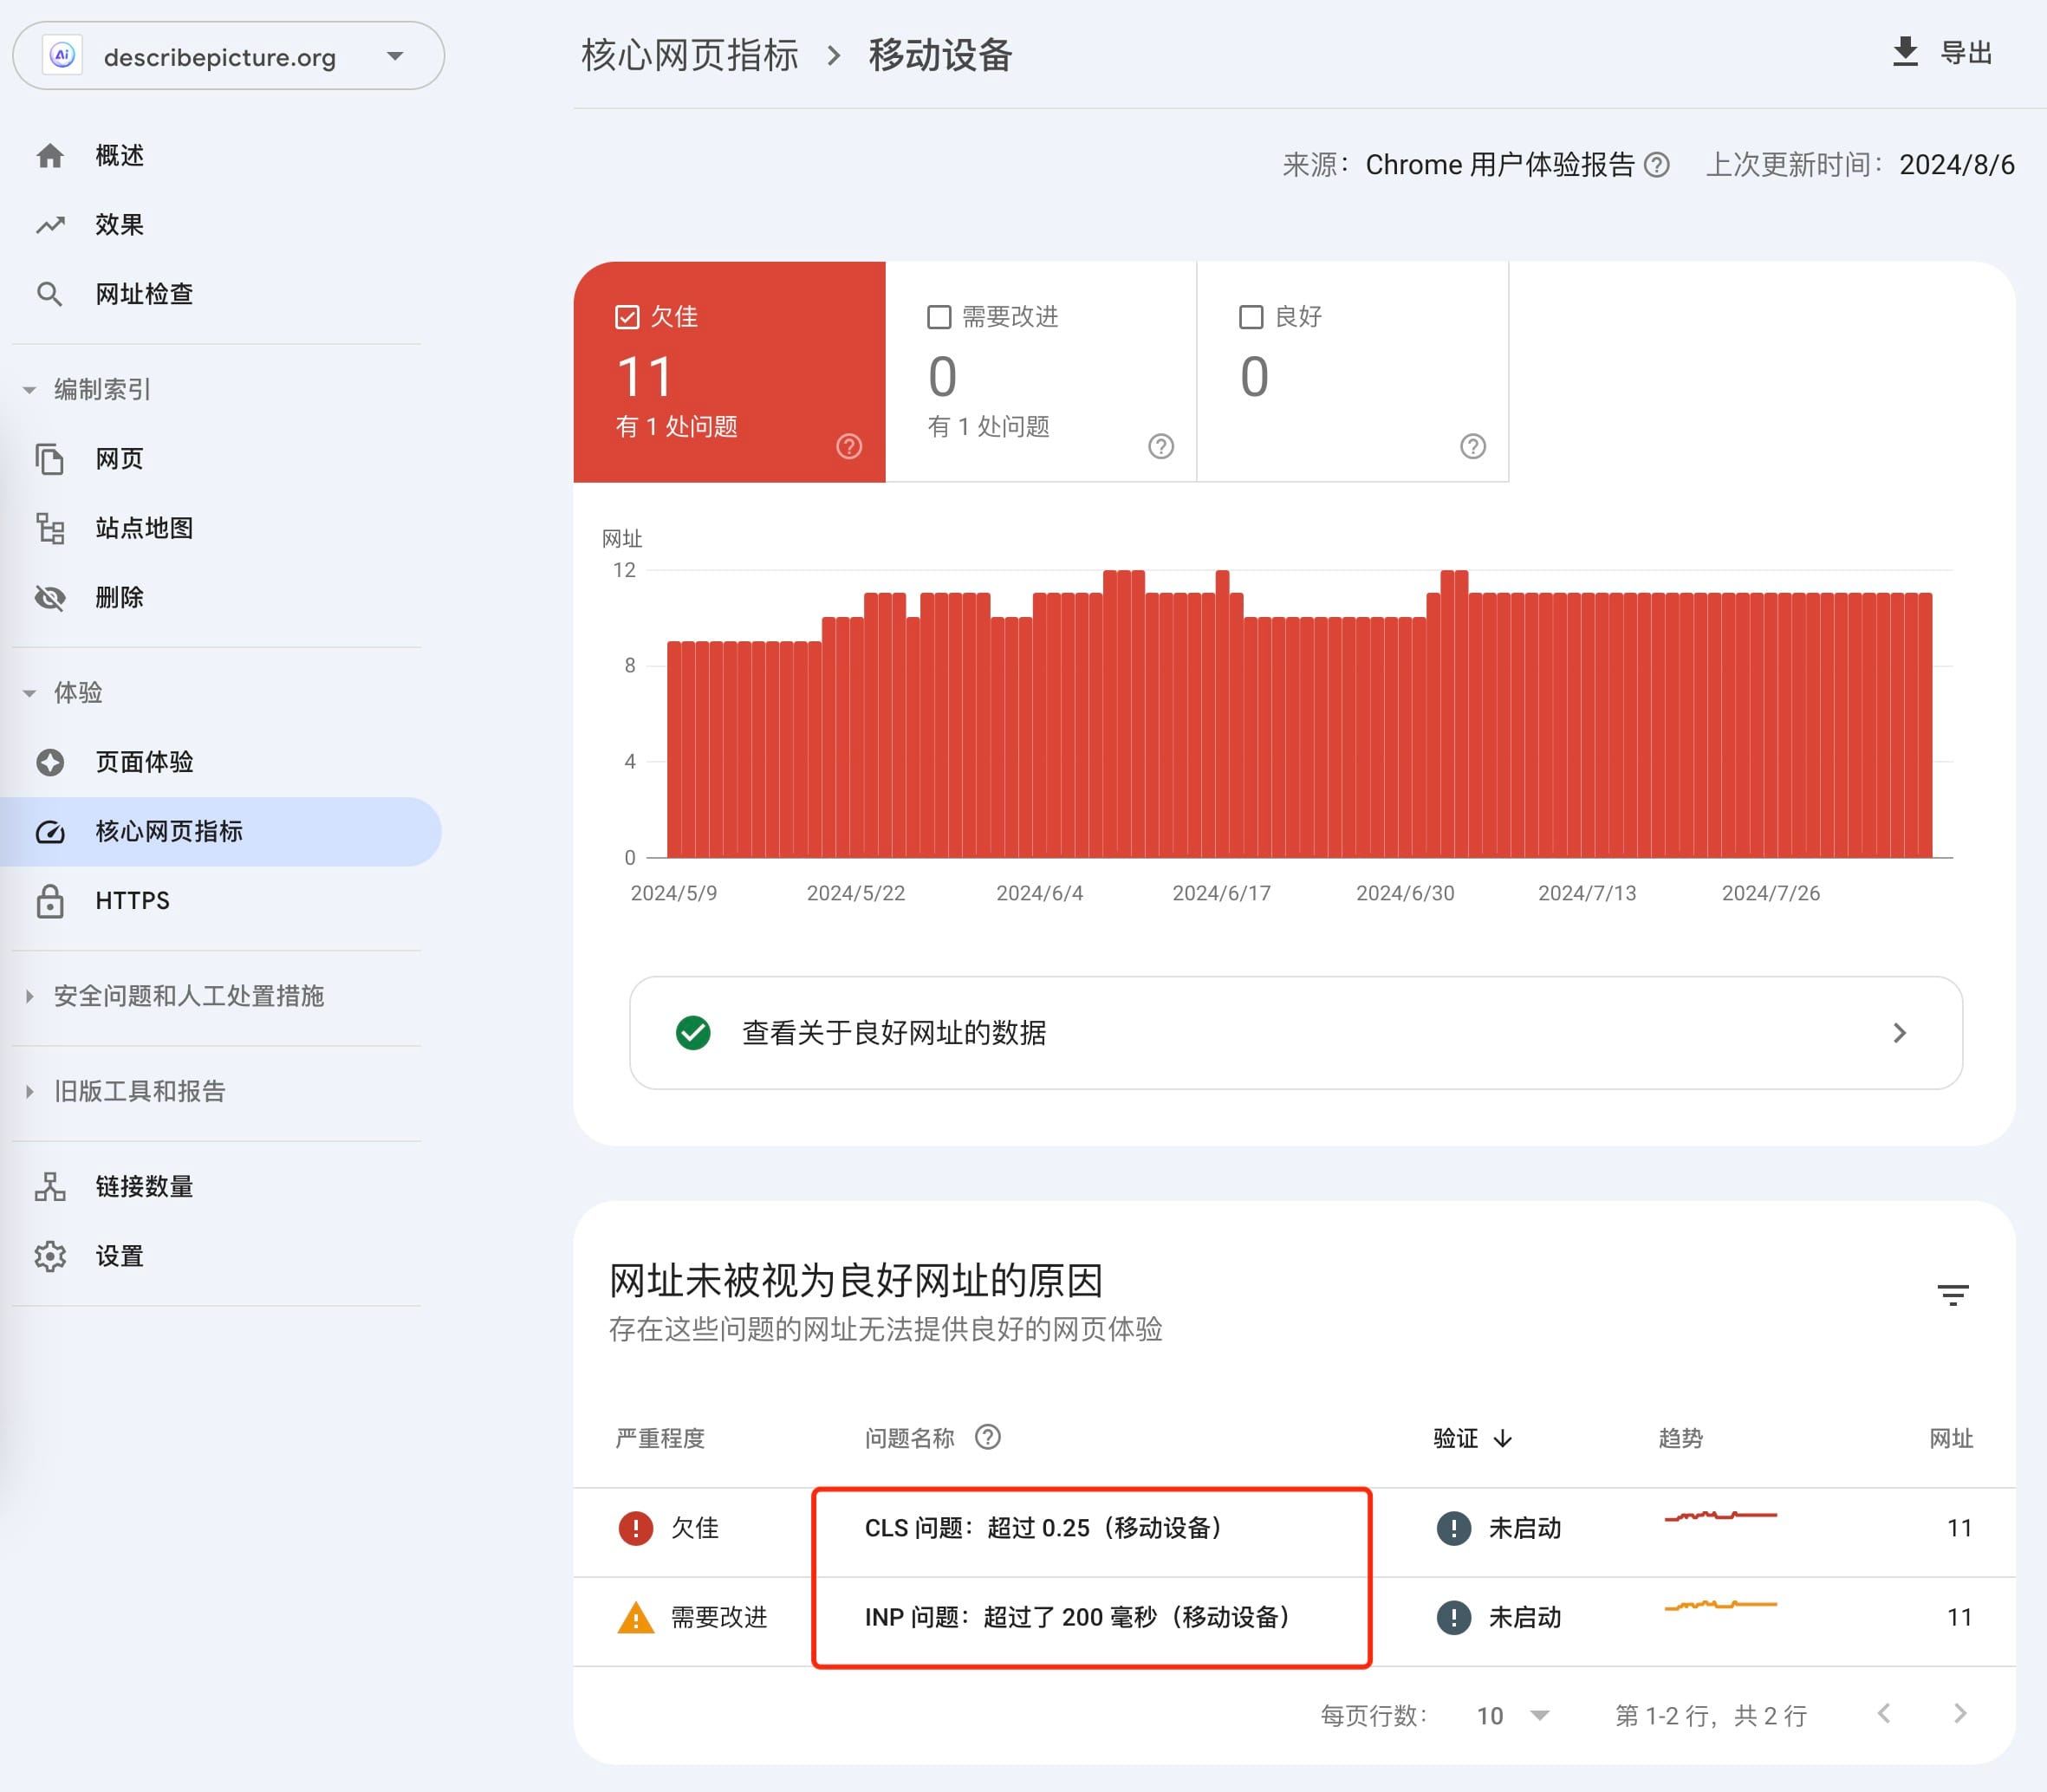 describepicture.org
核心网页指标 > 移动设备
导出
来源：Chrome 用户体验报告
上次更新时间：2024/8/6
概述
效果
网址检查
编制索引
网页
站点地图
删除
体验
页面体验
核心网页指标
HTTPS
安全问题和人工处置措施
旧版工具和报告
链接数量
设置
欠佳
11
有 1 处问题
需要改进
0
有 1 处问题
良好
0
网址
12
8
4
0
2024/5/9 2024/5/22 2024/6/4 2024/6/17 2024/6/30 2024/7/13 2024/7/26
查看关于良好网址的数据
网址未被视为良好网址的原因
存在这些问题的网址无法提供良好的网页体验
严重程度 问题名称 验证 趋势 网址
欠佳 CLS 问题：超过 0.25（移动设备） 未启动 11
需要改进 INP 问题：超过了 200 毫秒（移动设备） 未启动 11
每页行数： 10 第 1-2 行，共 2 行